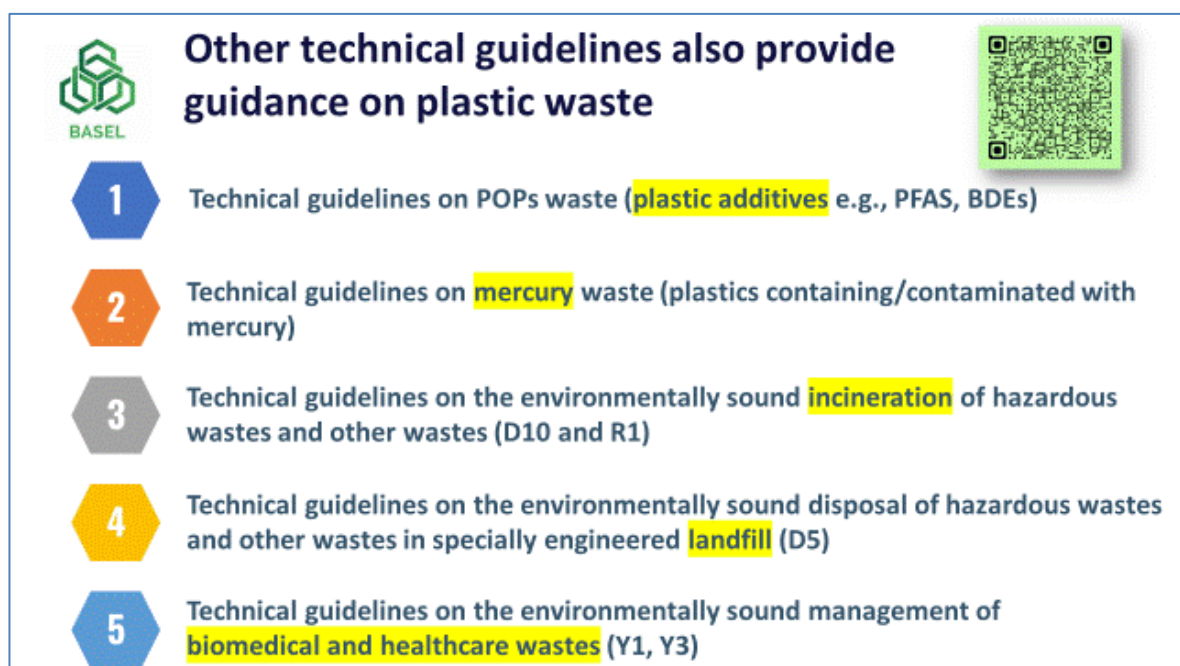 Other technical guidelines also provide
guidance on plastic waste
BASEL
1
Technical guidelines on POPs waste (plastic additives e.g., PFAS, BDEs)
2
Technical guidelines on mercury waste (plastics containing/contaminated with
mercury)
3
Technical guidelines on the environmentally sound incineration of hazardous
wastes and other wastes (D10 and R1)
4
Technical guidelines on the environmentally sound disposal of hazardous wastes
and other wastes in specially engineered landfill (D5)
5
Technical guidelines on the environmentally sound management of
biomedical and healthcare wastes (Y1, Y3)